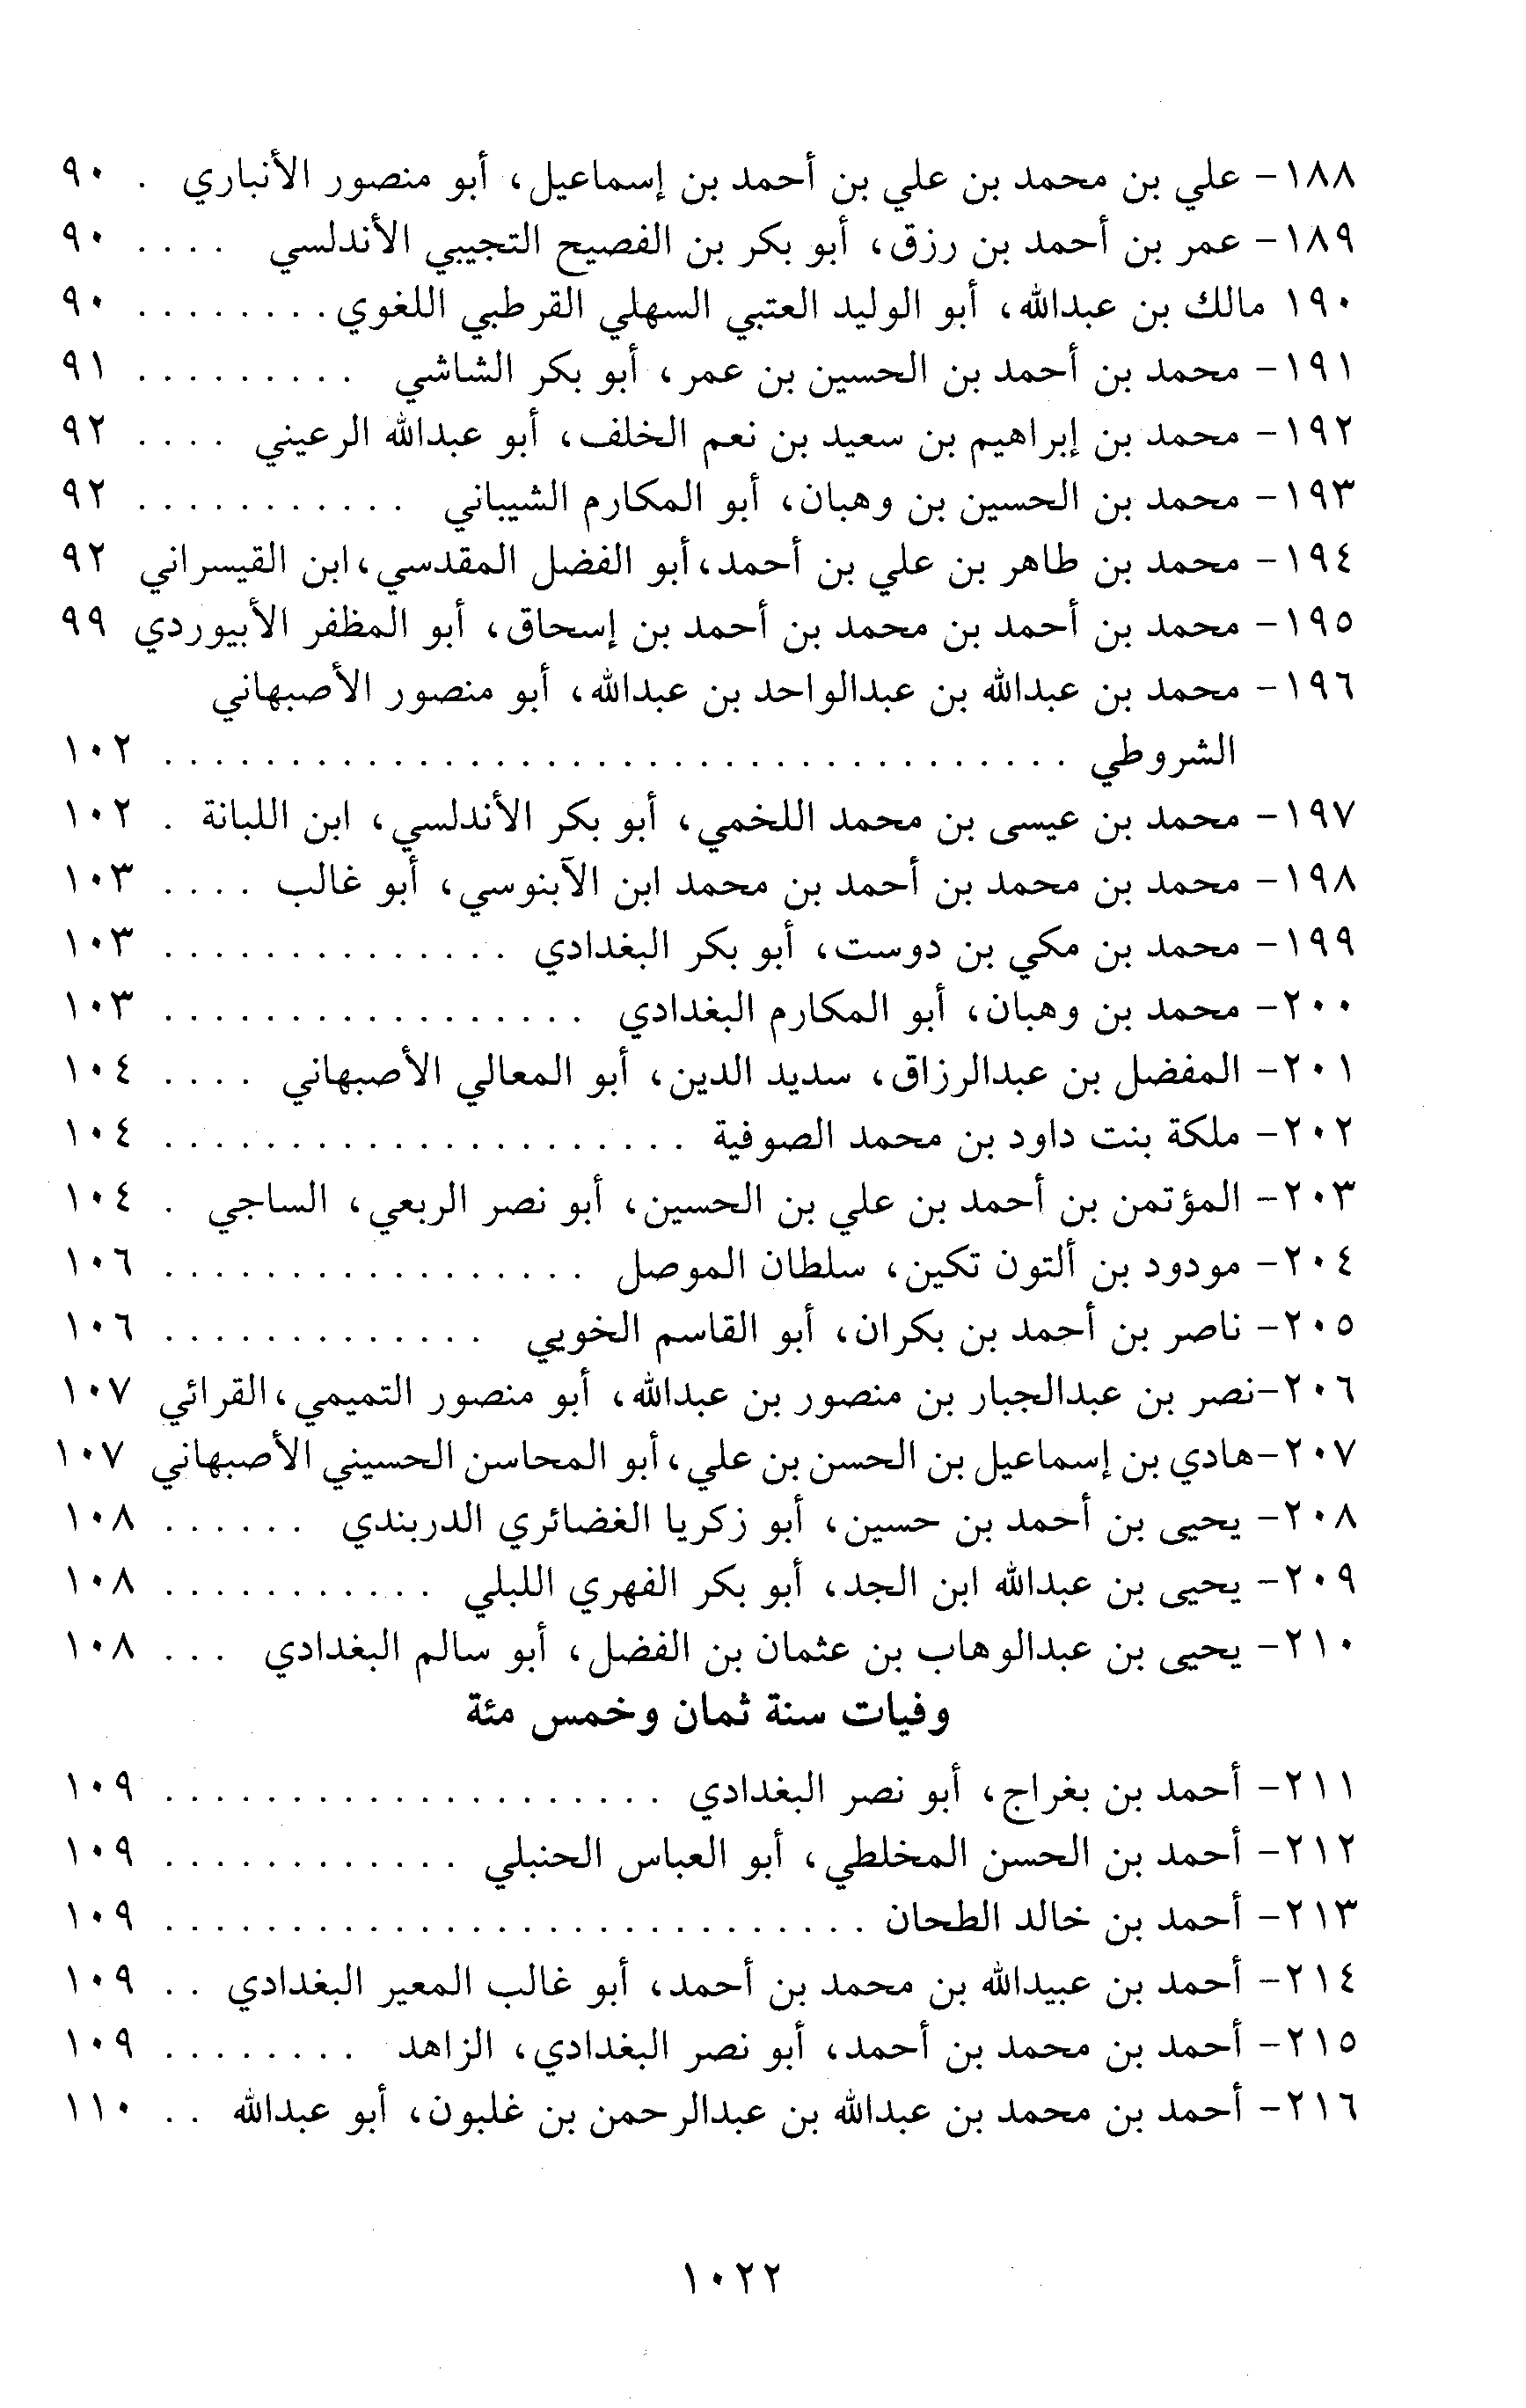 ١٨٨- علي بن محمد بن علي بن أحمد بن إسماعيل، أبو منصور الأنباري . ٩٠
١٨٩- عمر بن أحمد بن رزق، أبو بكر بن الفصيح التجيبي الأندلسي . . . . ٩٠
١٩٠ مالك بن عبدالله، أبو الوليد العتبي السهلي القرطبي اللغوي . . . . . . . . ٩٠
١٩١- محمد بن أحمد بن الحسين بن عمر، أبو بكر الشاشي . . . . . . . . . ٩١
١٩٢- محمد بن إبراهيم بن سعيد بن نعم الخلف، أبو عبدالله الرعيني . . . . ٩٢
١٩٣- محمد بن الحسين بن وهبان، أبو المكارم الشيباني . . . . . . . . . . . ٩٢
١٩٤- محمد بن طاهر بن علي بن أحمد،أبو الفضل المقدسي،ابن القيسراني ٩٢
١٩٥- محمد بن أحمد بن محمد بن أحمد بن إسحاق، أبو المظفر الأبيوردي ٩٩
١٩٦- محمد بن عبدالله بن عبدالواحد بن عبدالله، أبو منصور الأصبهاني
الشروطي . . . . . . . . . . . . . . . . . . . . . . . . . . . . . . . . . . . . ١٠٢
١٩٧- محمد بن عيسى بن محمد اللخمي، أبو بكر الأندلسي، ابن اللبانة . ١٠٢
١٩٨- محمد بن محمد بن أحمد بن محمد ابن الآبنوسي، أبو غالب . . . . ١٠٣
١٩٩- محمد بن مكي بن دوست، أبو بكر البغدادي . . . . . . . . . . . . . . ١٠٣
٢٠٠- محمد بن وهبان، أبو المكارم البغدادي . . . . . . . . . . . . . . . . . ١٠٣
٢٠١- المفضل بن عبدالرزاق، سديد الدين، أبو المعالي الأصبهاني . . . . ١٠٤
٢٠٢- ملكة بنت داود بن محمد الصوفية . . . . . . . . . . . . . . . . . . . . . ١٠٤
٢٠٣- المؤتمن بن أحمد بن علي بن الحسين، أبو نصر الربعي، الساجي . ١٠٤
٢٠٤- مودود بن ألتون تكين، سلطان الموصل . . . . . . . . . . . . . . . . . ١٠٦
٢٠٥- ناصر بن أحمد بن بكران، أبو القاسم الخويي . . . . . . . . . . . . . ١٠٦
٢٠٦-نصر بن عبدالجبار بن منصور بن عبدالله، أبو منصور التميمي،القرائي ١٠٧
٢٠٧-هادي بن إسماعيل بن الحسن بن علي،أبو المحاسن الحسيني الأصبهاني ١٠٧
٢٠٨- يحيى بن أحمد بن حسين، أبو زكريا الغضائري الدربندي . . . . . . ١٠٨
٢٠٩- يحيى بن عبدالله ابن الجد، أبو بكر الفهري اللبلي . . . . . . . . . . . ١٠٨
٢١٠- يحيى بن عبدالوهاب بن عثمان بن الفضل، أبو سالم البغدادي . . . ١٠٨
وفيات سنة ثمان وخمس مئة
٢١١- أحمد بن بغراج، أبو نصر البغدادي . . . . . . . . . . . . . . . . . . . . ١٠٩
٢١٢- أحمد بن الحسن المخلطي، أبو العباس الحنبلي . . . . . . . . . . . . ١٠٩
٢١٣- أحمد بن خالد الطحان . . . . . . . . . . . . . . . . . . . . . . . . . . . . ١٠٩
٢١٤- أحمد بن عبيدالله بن محمد بن أحمد، أبو غالب المعير البغدادي . . ١٠٩
٢١٥- أحمد بن محمد بن أحمد، أبو نصر البغدادي، الزاهد . . . . . . . . ١٠٩
٢١٦- أحمد بن محمد بن عبدالله بن عبدالرحمن بن غلبون، أبو عبدالله . . ١١٠
١٠٢٢